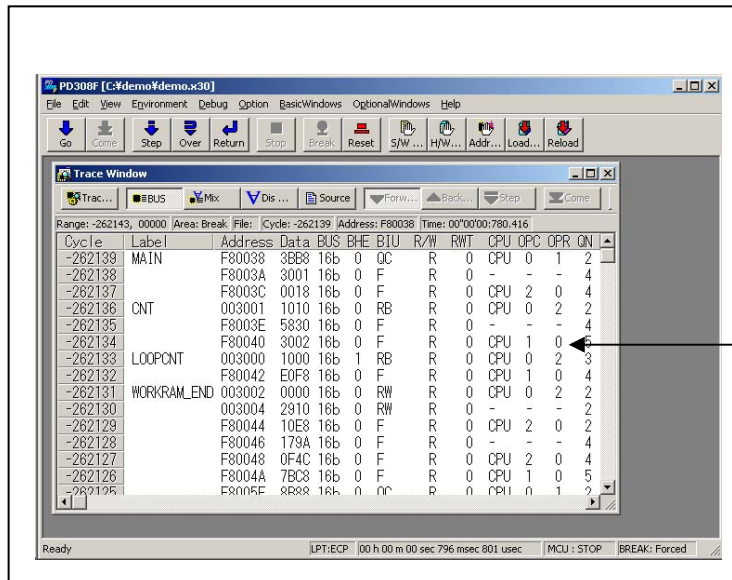 PD308F [C:¥demo¥demo.x30]
File Edit View Environment Debug Option BasicWindows OptionalWindows Help
Go Come Step Over Return Stop Break Reset S/W ... H/W... Addr... Load... Reload
Trace Window
Trac... BUS Mix Dis ... Source Forw... Back... Step Come
Range: -262143, 00000 Area: Break File: Cycle: -262139 Address: F80038 Time: 00"00'00:780.416
Cycle Label Address Data BUS BHE BIU R/W RWT CPU OPC OPR QN
-262139 MAIN F80038 3BB8 16b 0 QC R 0 CPU 0 1 2
-262138 F8003A 3001 16b 0 F R 0 - - - 4
-262137 F8003C 0018 16b 0 F R 0 CPU 2 0 4
-262136 CNT 003001 1010 16b 0 RB R 0 CPU 0 2 2
-262135 F8003E 5830 16b 0 F R 0 - - - 4
-262134 F80040 3002 16b 0 F R 0 CPU 1 0 5
-262133 LOOPCNT 003000 1000 16b 1 RB R 0 CPU 0 2 3
-262132 F80042 E0F8 16b 0 F R 0 CPU 1 0 4
-262131 WORKRAM_END 003002 0000 16b 0 RW R 0 CPU 0 2 2
-262130 003004 2910 16b 0 RW R 0 - - - 2
-262129 F80044 10E8 16b 0 F R 0 CPU 2 0 2
-262128 F80046 179A 16b 0 F R 0 - - - 4
-262127 F80048 0F4C 16b 0 F R 0 CPU 2 0 4
-262126 F8004A 7BC8 16b 0 F R 0 CPU 1 0 5
-262125 F8005E 8B88 16b 0 QC R 0 CPU 0 1 2
Ready LPT:ECP 00 h 00 m 00 sec 796 msec 801 usec MCU : STOP BREAK: Forced